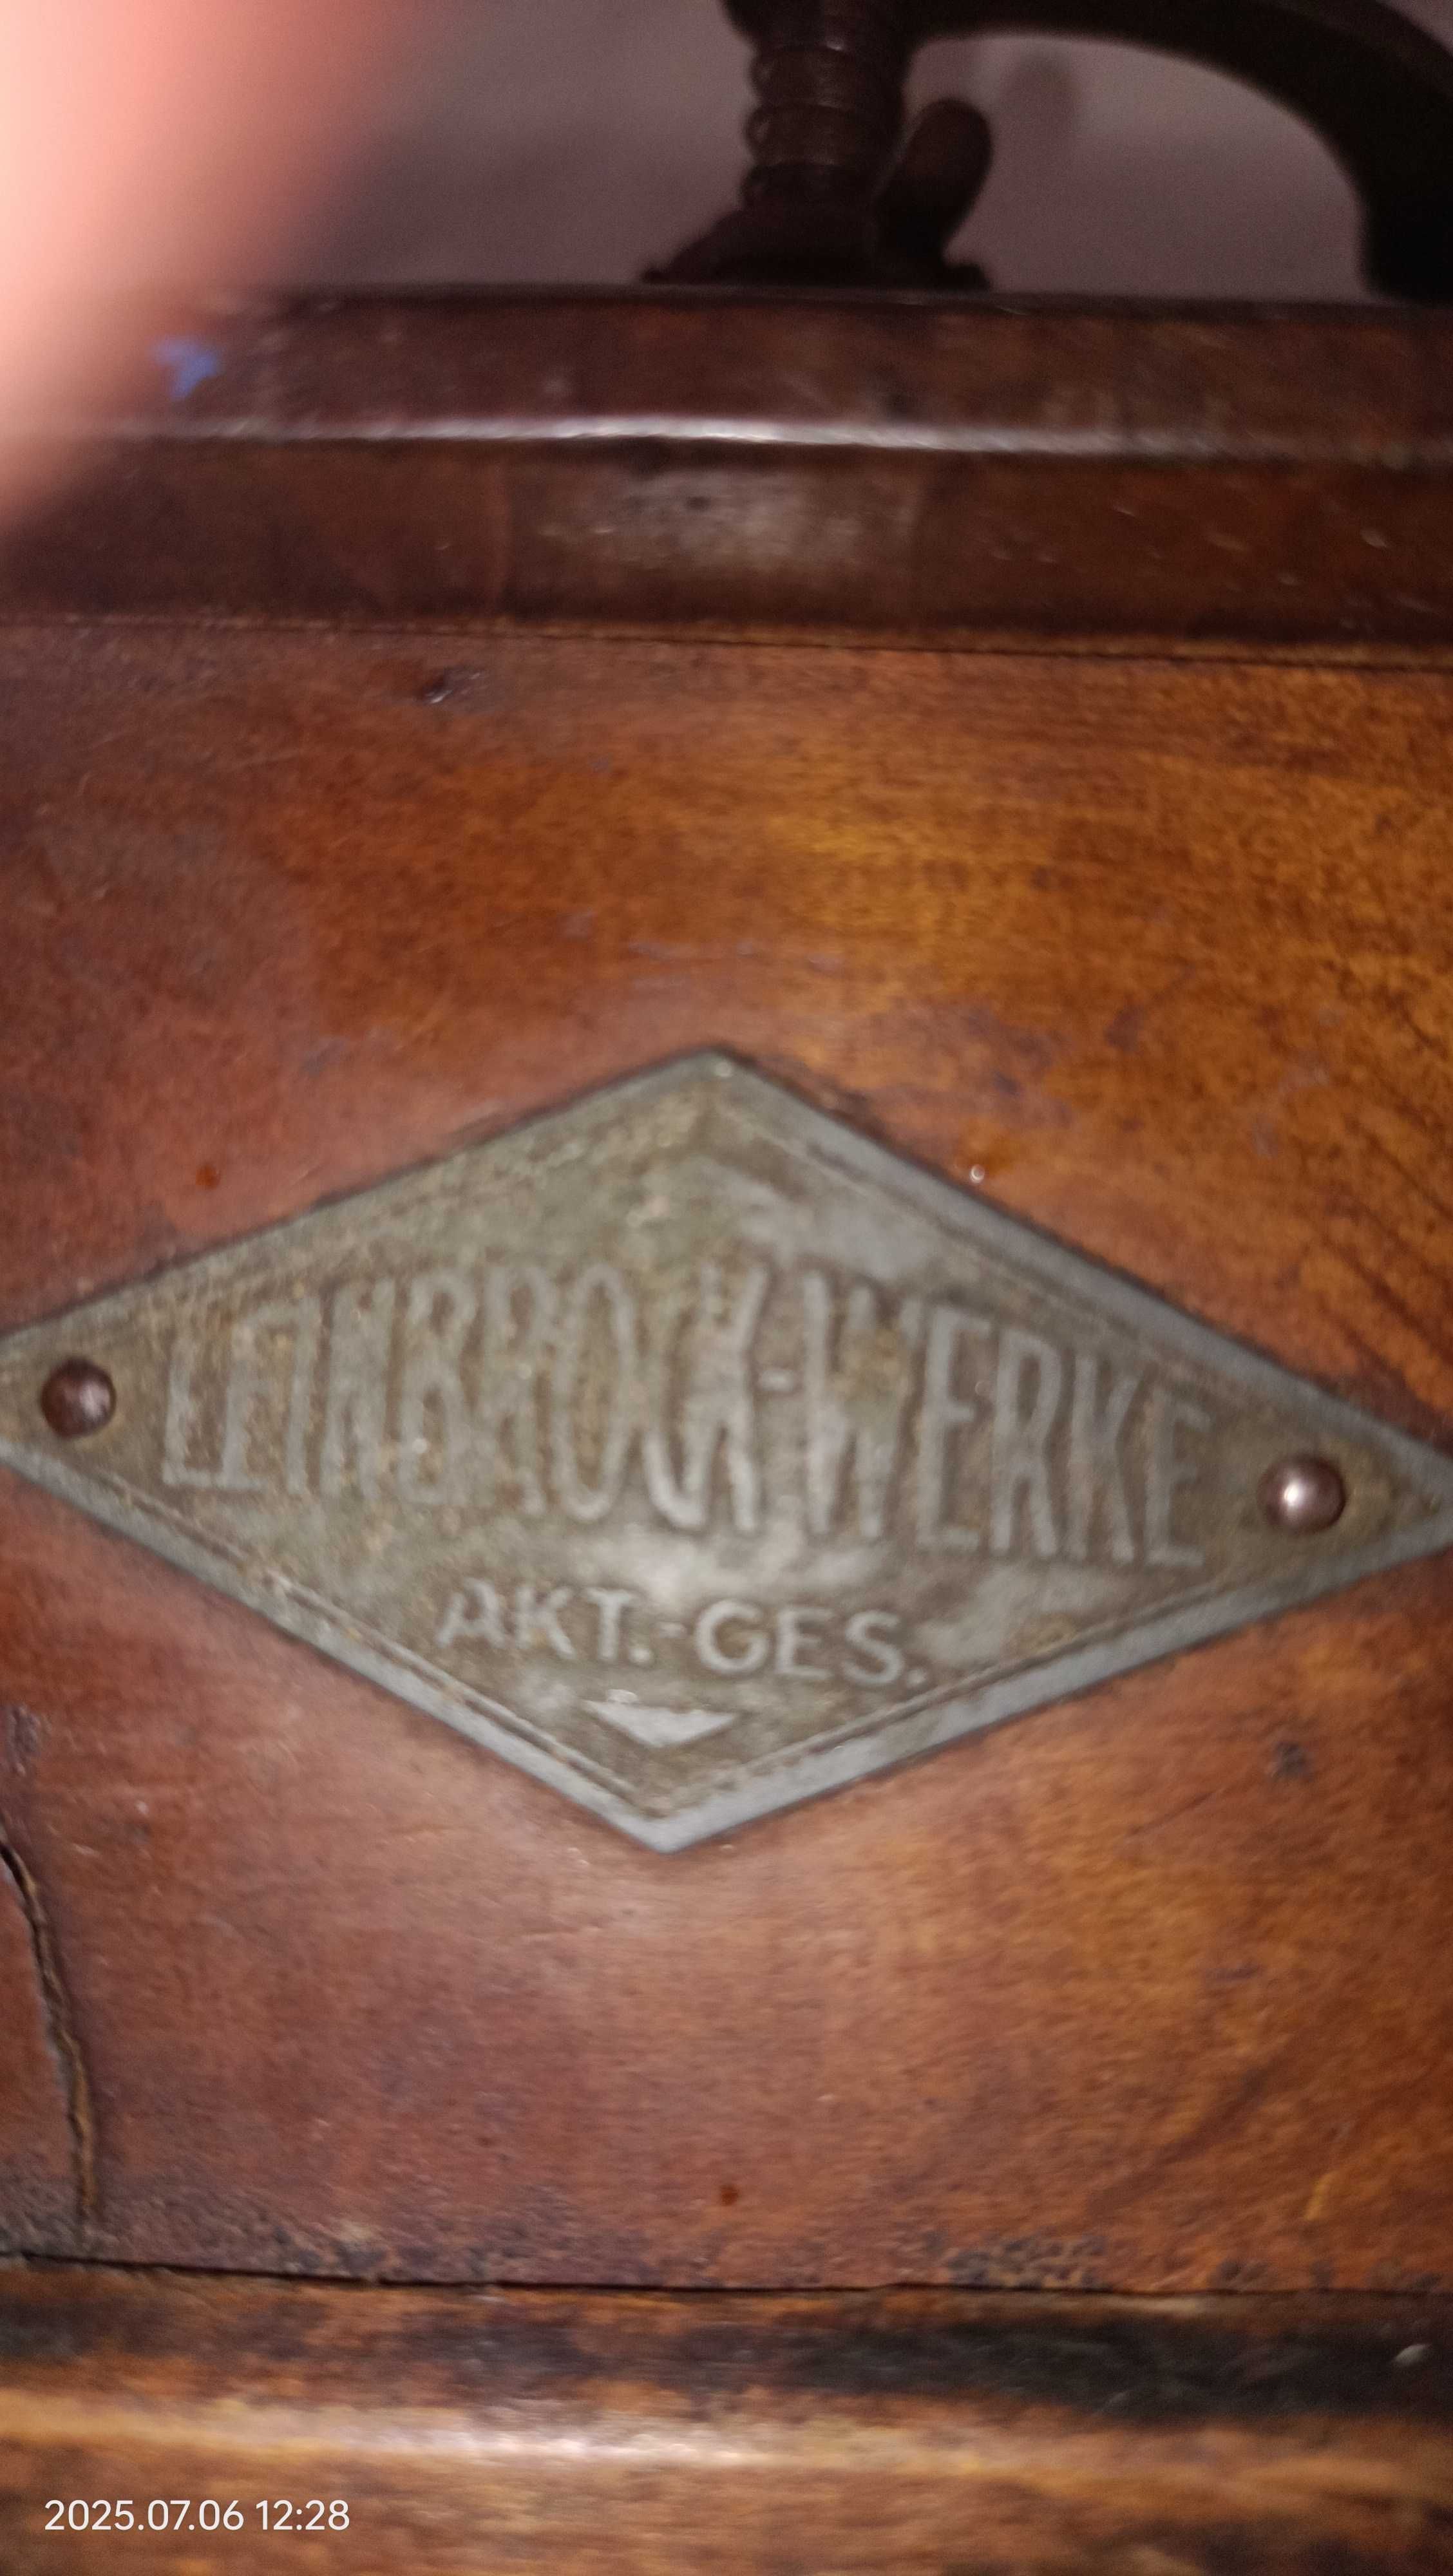 LEINBROCK-WERKE
AKT.-GES.
2025.07.06 12:28